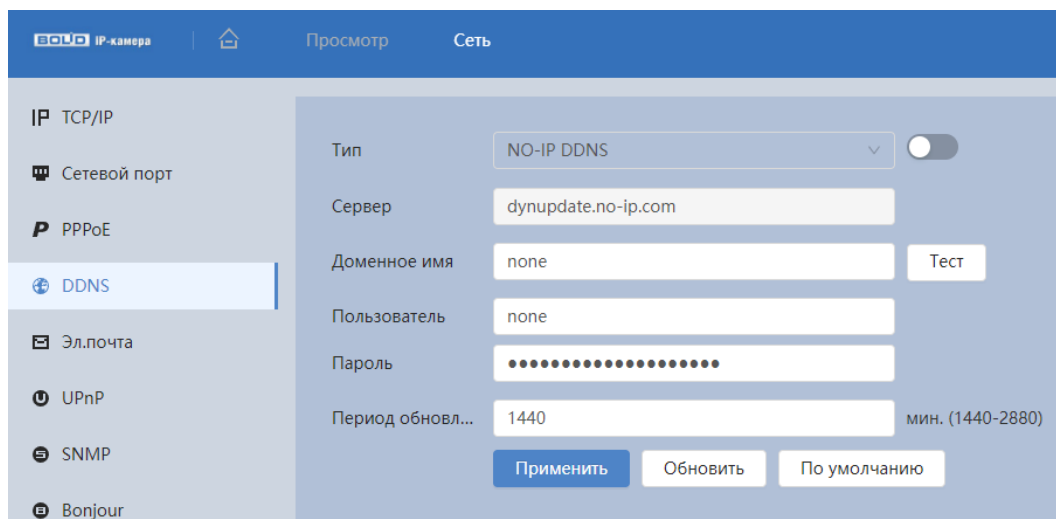 BOLID IP-камера
Просмотр
Сеть
TCP/IP
Сетевой порт
PPPoE
DDNS
Эл.почта
UPnP
SNMP
Bonjour
Тип NO-IP DDNS
Сервер dynupdate.no-ip.com
Доменное имя none Тест
Пользователь none
Пароль ••••••••••••••••••••
Период обновл... 1440 мин. (1440-2880)
Применить Обновить По умолчанию